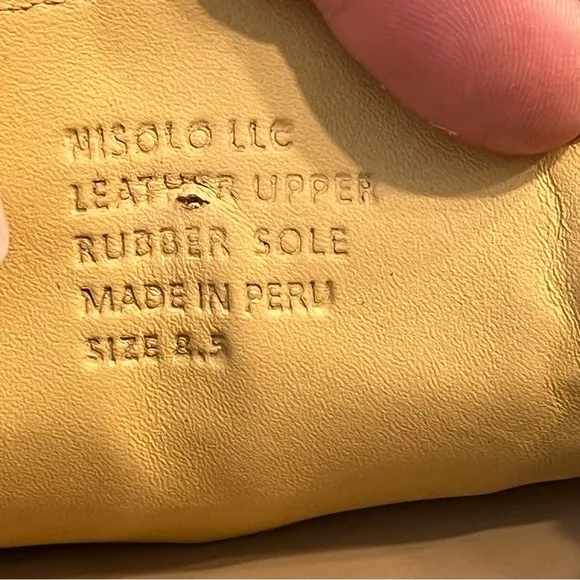 NISOLO LLC
LEATHER UPPER
RUBBER SOLE
MADE IN PERU
SIZE 8.5